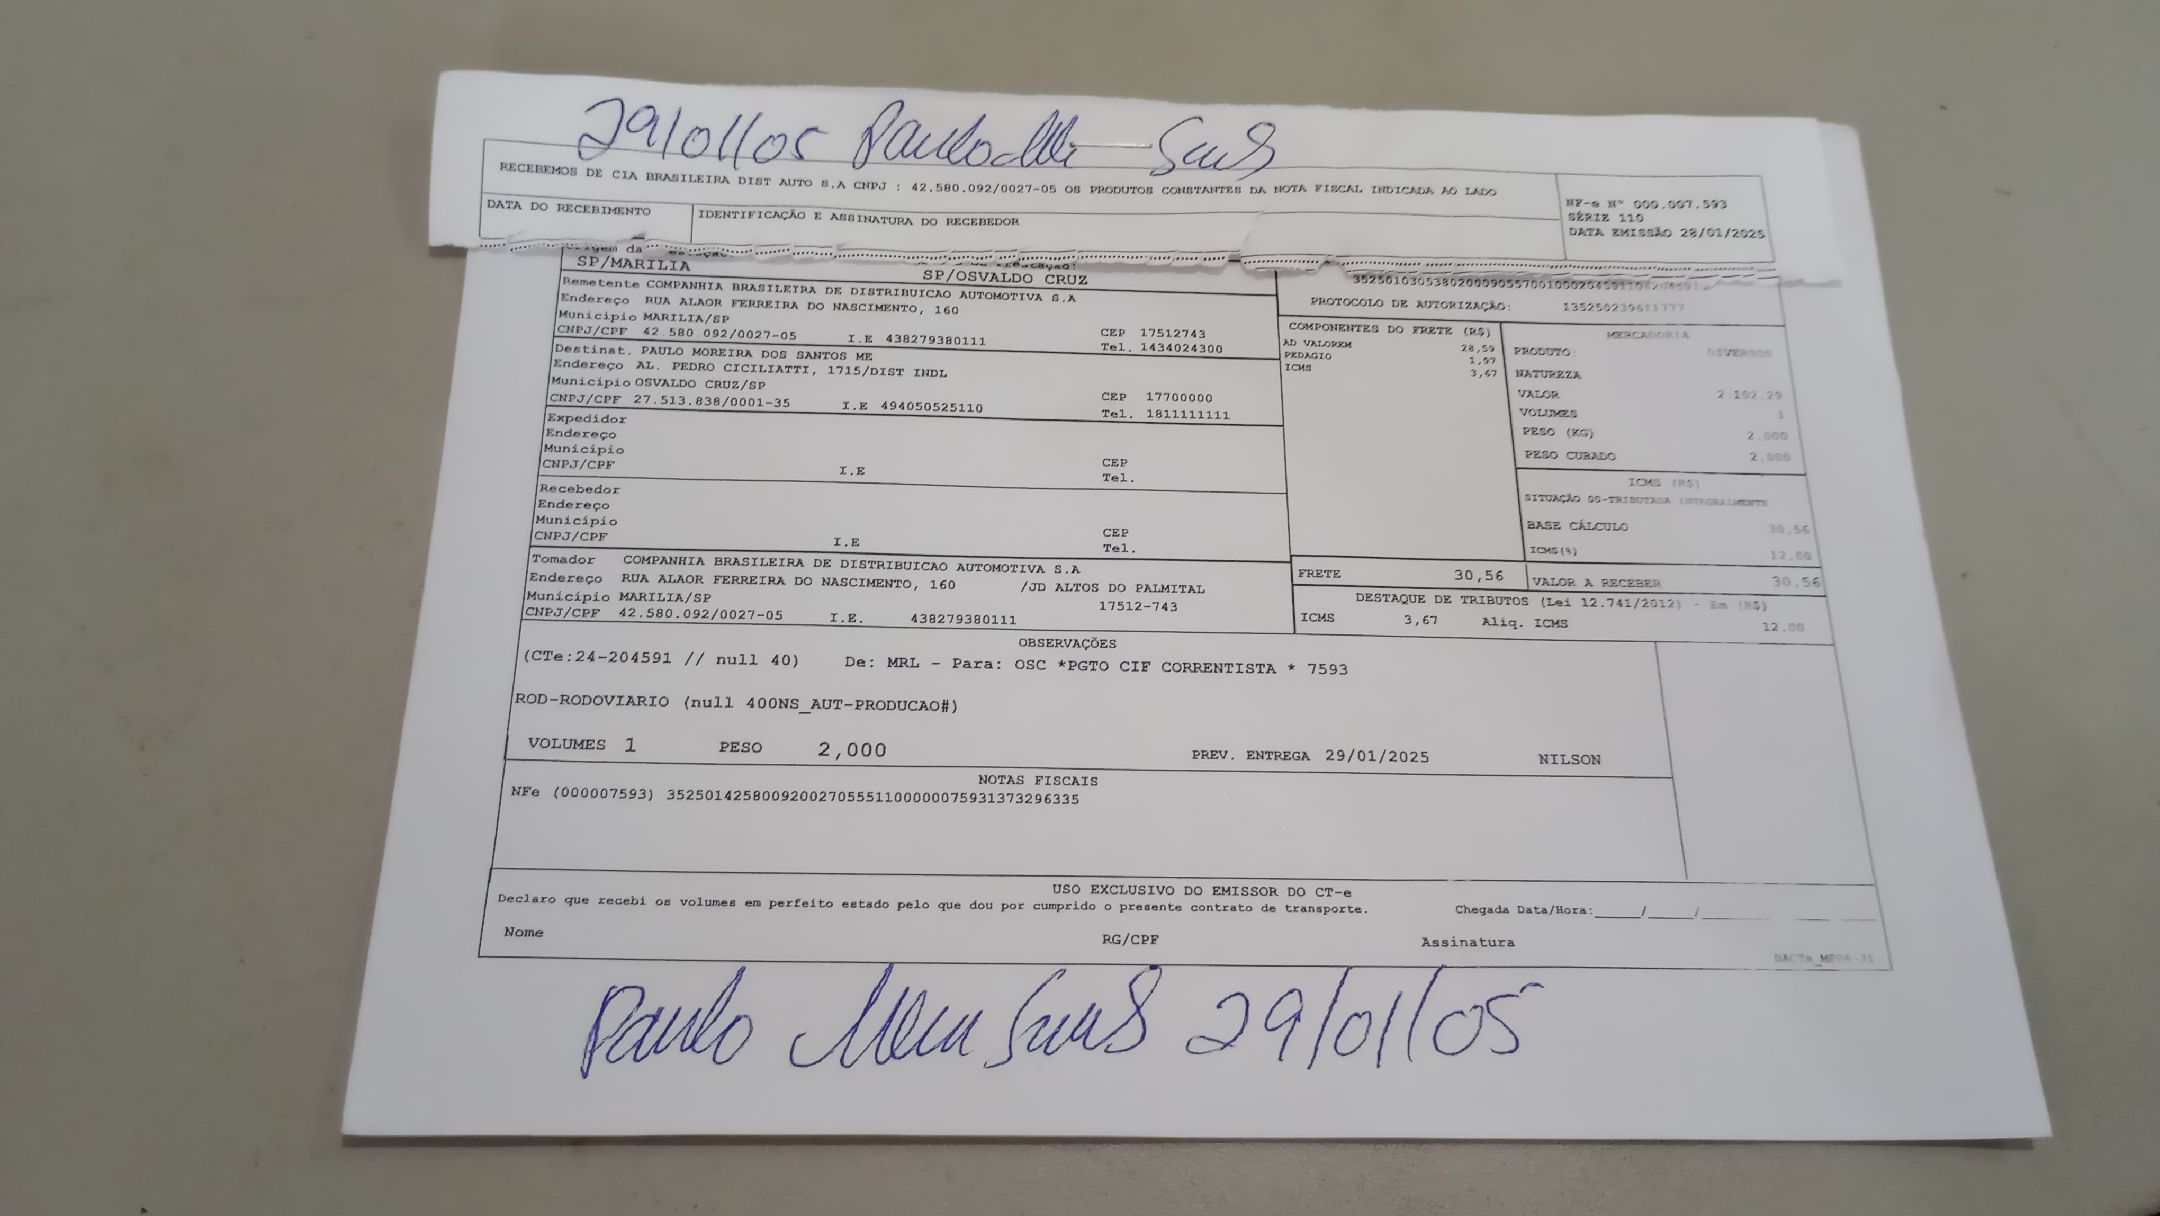 29/01/05 Paulo
RECEBEMOS DE CIA BRASILEIRA DIST AUTO S.A CNPJ : 42.580.092/0027-05 OS PRODUTOS CONSTANTES DA NOTA FISCAL INDICADA AO LADO
DATA DO RECEBIMENTO IDENTIFICAÇÃO E ASSINATURA DO RECEBEDOR
NF-e Nº 000.007.593
SÉRIE 110
DATA EMISSÃO 28/01/2025
SP/MARILIA SP/OSVALDO CRUZ
Remetente COMPANHIA BRASILEIRA DE DISTRIBUICAO AUTOMOTIVA S.A
Endereço RUA ALAOR FERREIRA DO NASCIMENTO, 160
Município MARILIA/SP CEP 17512743
CNPJ/CPF 42.580.092/0027-05 I.E 438279380111 Tel. 1434024300
Destinat. PAULO MOREIRA DOS SANTOS ME
Endereço AL. PEDRO CICILIATTI, 1715/DIST INDL
Município OSVALDO CRUZ/SP CEP 17700000
CNPJ/CPF 27.513.838/0001-35 I.E 494050525110 Tel. 1811111111
Expedidor
Endereço
Município CEP
CNPJ/CPF I.E Tel.
Recebedor
Endereço
Município CEP
CNPJ/CPF I.E Tel.
Tomador COMPANHIA BRASILEIRA DE DISTRIBUICAO AUTOMOTIVA S.A
Endereço RUA ALAOR FERREIRA DO NASCIMENTO, 160 /JD ALTOS DO PALMITAL
Município MARILIA/SP 17512-743
CNPJ/CPF 42.580.092/0027-05 I.E. 438279380111
PROTOCOLO DE AUTORIZAÇÃO: 135250239611777
COMPONENTES DO FRETE (R$)
AD VALOREM 28,59
PEDAGIO 1,97
ICMS 3,67
MERCADORIA
PRODUTO: DIVERSOS
NATUREZA
VALOR 2.102,29
VOLUMES 1
PESO (KG) 2,000
PESO CUBADO 2,000
ICMS (R$)
SITUAÇÃO 00-TRIBUTADA INTEGRALMENTE
BASE CÁLCULO 30,56
ICMS(%) 12,00
FRETE 30,56 VALOR A RECEBER 30,56
DESTAQUE DE TRIBUTOS (Lei 12.741/2012) - Em (R$)
ICMS 3,67 Aliq. ICMS 12,00
OBSERVAÇÕES
(CTe:24-204591 // null 40) De: MRL - Para: OSC *PGTO CIF CORRENTISTA * 7593
ROD-RODOVIARIO (null 400NS_AUT-PRODUCAO#)
VOLUMES 1 PESO 2,000 PREV. ENTREGA 29/01/2025 NILSON
NOTAS FISCAIS
NFe (000007593) 35250142580092002705551100000075931373296335
USO EXCLUSIVO DO EMISSOR DO CT-e
Declaro que recebi os volumes em perfeito estado pelo que dou por cumprido o presente contrato de transporte. Chegada Data/Hora:_____/_____/
Nome RG/CPF Assinatura
Paulo 29/01/05